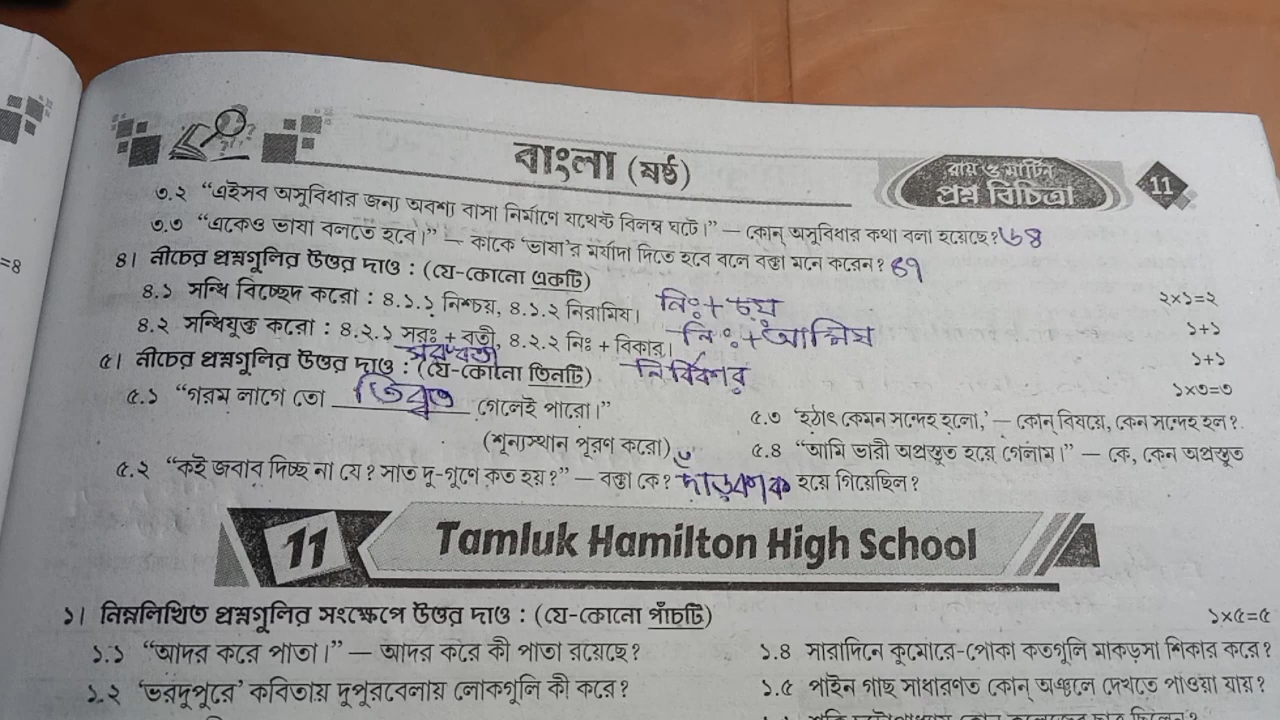 বাংলা (ষষ্ঠ)
রায় ও মার্টিন
প্রশ্ন বিচিত্রা
11
৩.২ “এইসব অসুবিধার জন্য অবশ্য বাসা নির্মাণে যথেষ্ট বিলম্ব ঘটে।” — কোন্ অসুবিধার কথা বলা হয়েছে? ৬৪
৩.৩ “একেও ভাষা বলতে হবে।” — কাকে ‘ভাষা’র মর্যাদা দিতে হবে বলে বক্তা মনে করেন? ৪৭
=৪
৪। নীচের প্রশ্নগুলির উত্তর দাও : (যে-কোনো একটি)
২×১=২
৪.১ সন্ধি বিচ্ছেদ করো : ৪.১.১ নিশ্চয়, ৪.১.২ নিরামিষ। নিঃ+চয় নিঃ+আমিষ
১+১
৪.২ সন্ধিযুক্ত করো : ৪.২.১ সরঃ + বতী, ৪.২.২ নিঃ + বিকার। নির্বিকার
১+১
৫। নীচের প্রশ্নগুলির উত্তর দাও : (যে-কোনো তিনটি)
১×৩=৩
৫.১ “গরম লাগে তো তিব্বত গেলেই পারো।”
(শূন্যস্থান পূরণ করো)
৫.২ “কই জবাব দিচ্ছ না যে? সাত দু-গুণে কত হয়?” — বক্তা কে? দাঁড়কাক
৫.৩ ‘হঠাৎ কেমন সন্দেহ হলো,’ — কোন্ বিষয়ে, কেন সন্দেহ হল?
৫.৪ “আমি ভারী অপ্রস্তুত হয়ে গেলাম।” — কে, কেন অপ্রস্তুত
হয়ে গিয়েছিল?
11 Tamluk Hamilton High School
১। নিম্নলিখিত প্রশ্নগুলির সংক্ষেপে উত্তর দাও : (যে-কোনো পাঁচটি)
১×৫=৫
১.১ “আদর করে পাতা।” — আদর করে কী পাতা রয়েছে?
১.২ ‘ভরদুপুরে’ কবিতায় দুপুরবেলায় লোকগুলি কী করে?
১.৪ সারাদিনে কুমোরে-পোকা কতগুলি মাকড়সা শিকার করে?
১.৫ পাইন গাছ সাধারণত কোন্ অঞ্চলে দেখতে পাওয়া যায়?